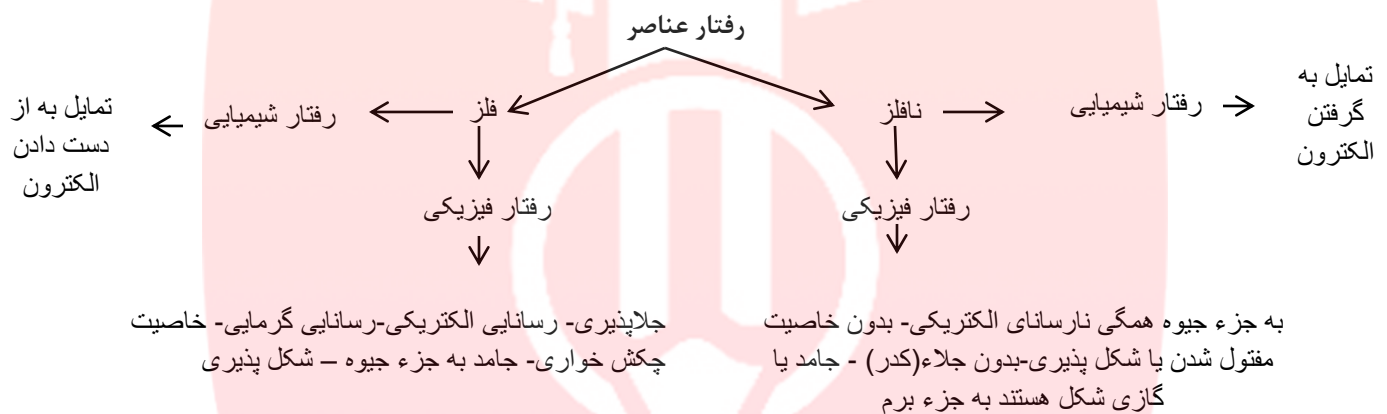 رفتار عناصر
نافلز
رفتار شیمیایی
تمایل به
گرفتن
الکترون
فلز
رفتار شیمیایی
تمایل به از
دست دادن
الکترون
رفتار فیزیکی
رفتار فیزیکی
به جزء جیوه همگی نارسانای الکتریکی- بدون خاصیت
مفتول شدن یا شکل پذیری-بدون جلاء(کدر) - جامد یا
گازی شکل هستند به جزء برم
جلاپذیری- رسانایی الکتریکی-رسانایی گرمایی- خاصیت
چکش خواری- جامد به جزء جیوه – شکل پذیری